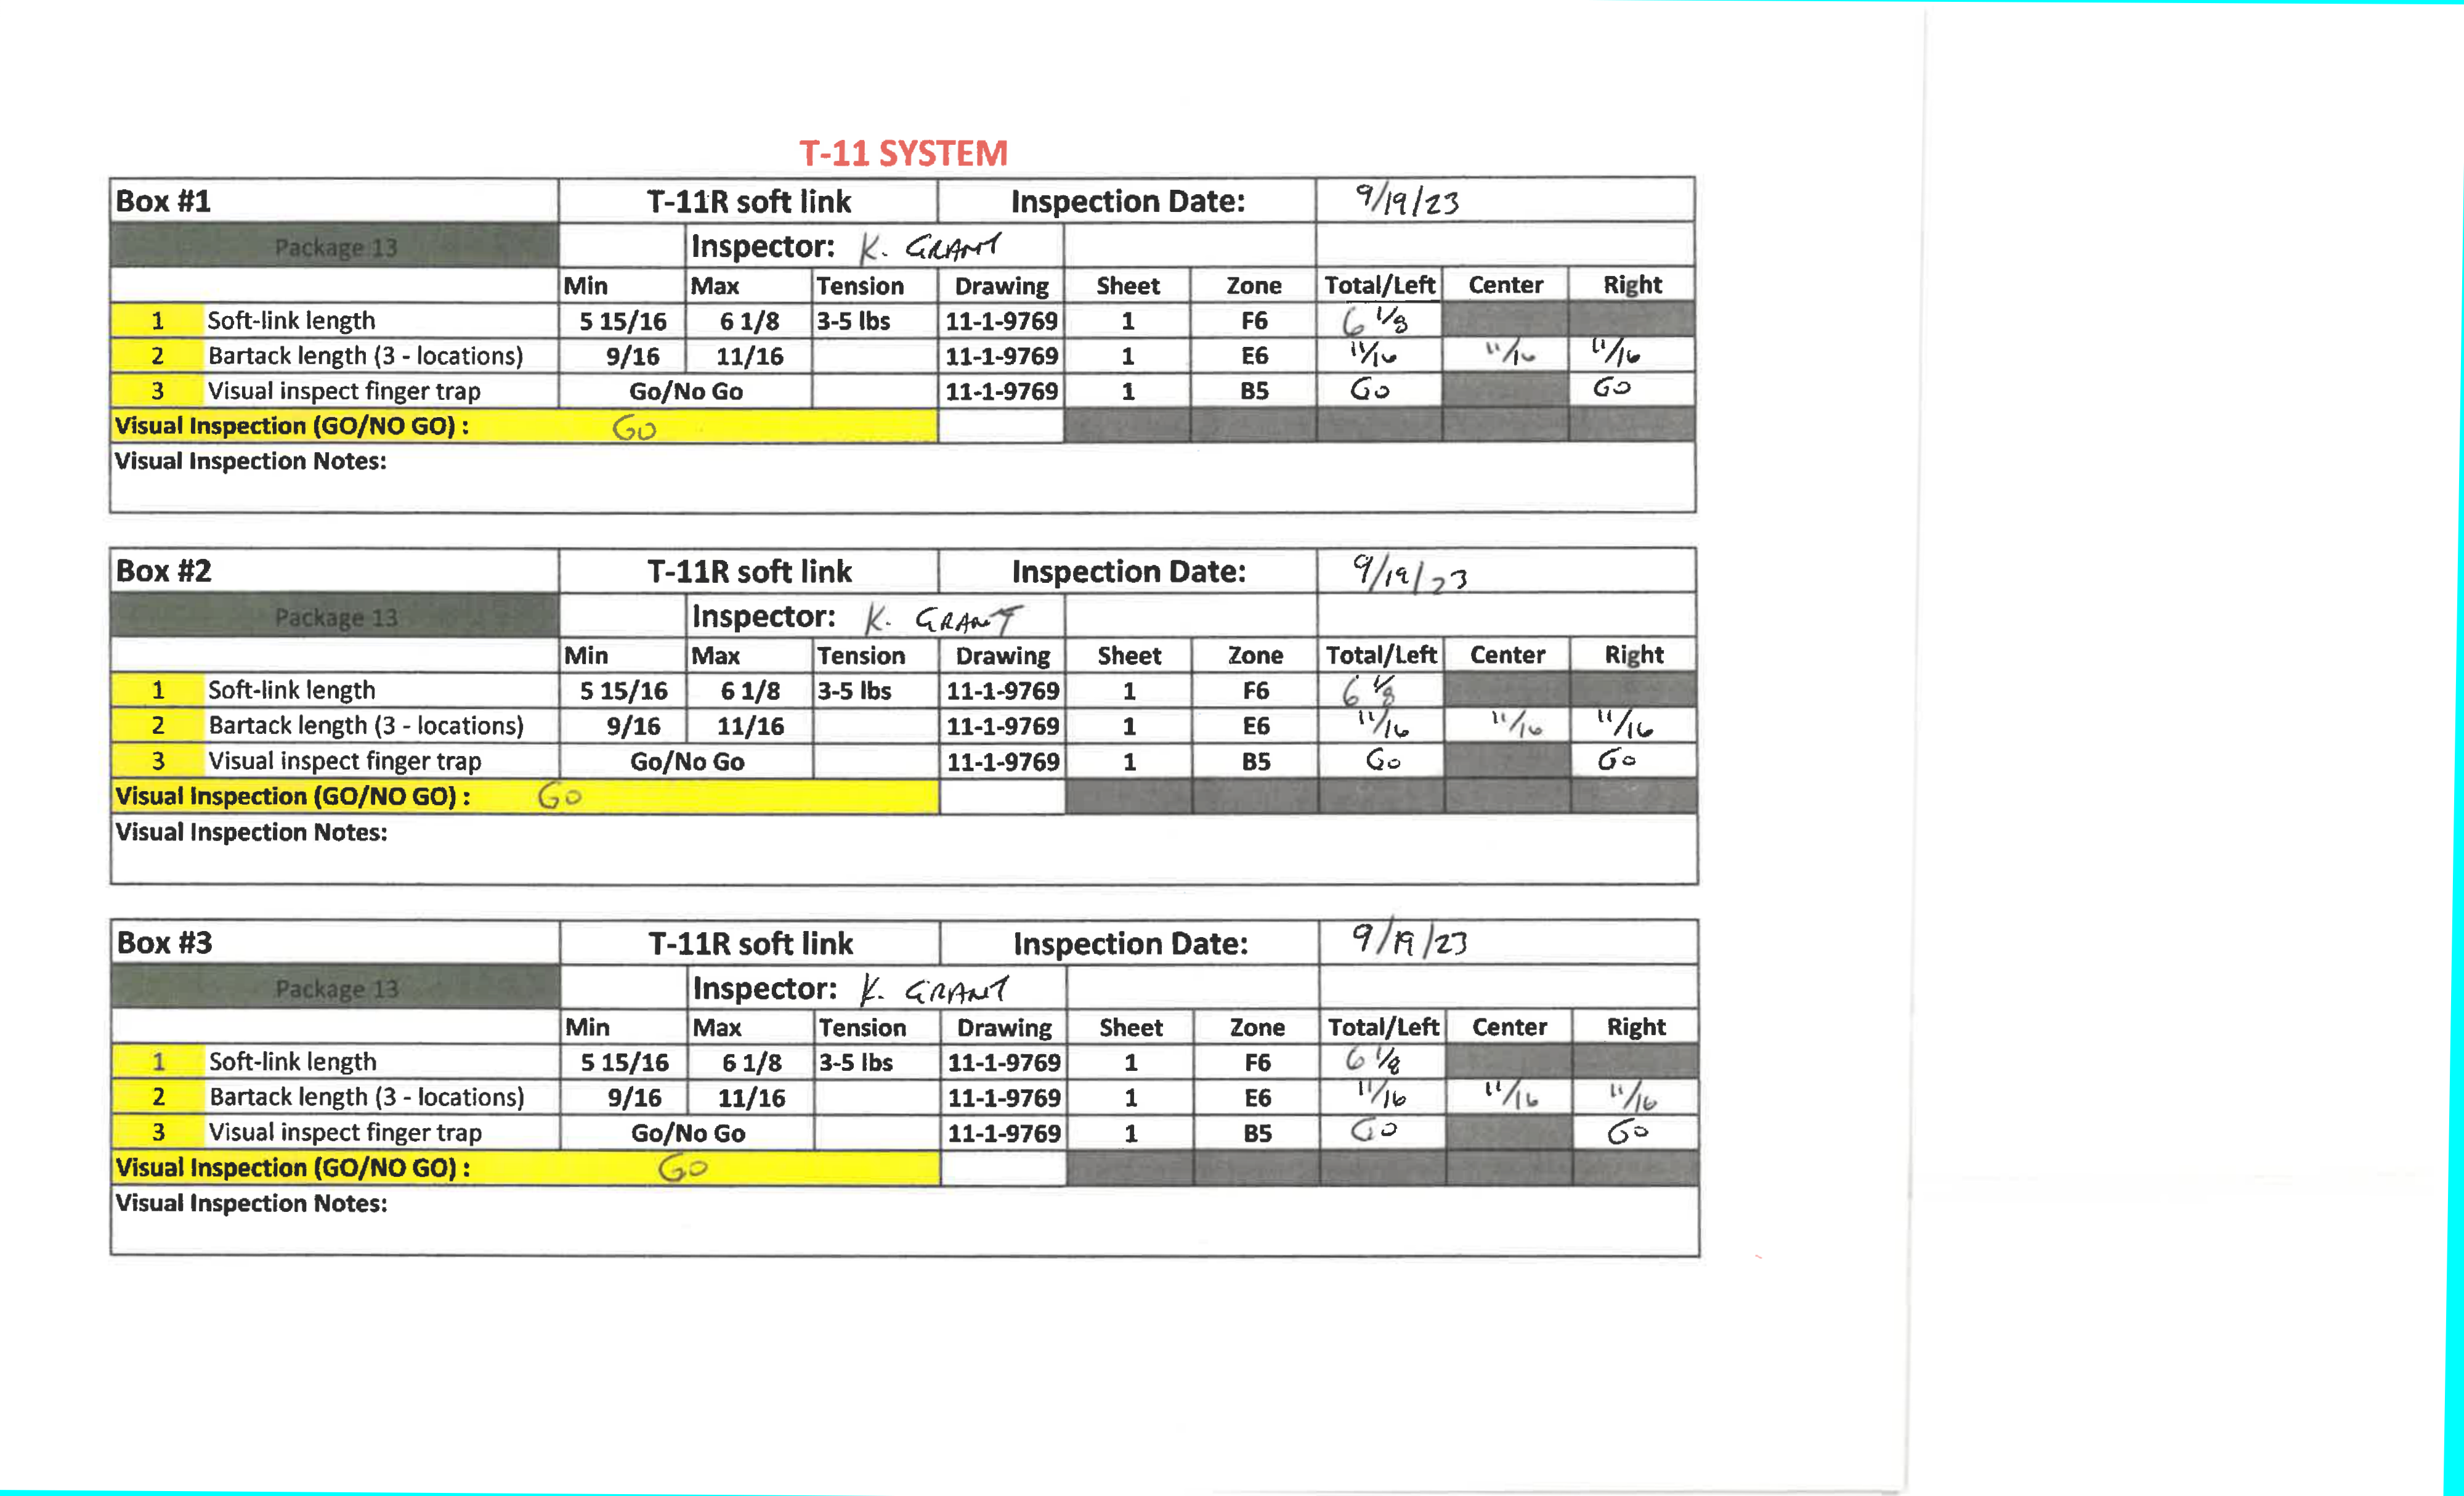 T-11 SYSTEM
Box #1 T-11R soft link Inspection Date: 9/19/23
Package 13 Inspector: K. GRANT
Min Max Tension Drawing Sheet Zone Total/Left Center Right
1 Soft-link length 5 15/16 6 1/8 3-5 lbs 11-1-9769 1 F6 6 1/8
2 Bartack length (3 - locations) 9/16 11/16 11-1-9769 1 E6 11/16 11/16 11/16
3 Visual inspect finger trap Go/No Go 11-1-9769 1 B5 GO GO
Visual Inspection (GO/NO GO) : GO
Visual Inspection Notes:
Box #2 T-11R soft link Inspection Date: 9/19/23
Package 13 Inspector: K. GRANT
Min Max Tension Drawing Sheet Zone Total/Left Center Right
1 Soft-link length 5 15/16 6 1/8 3-5 lbs 11-1-9769 1 F6 6 1/8
2 Bartack length (3 - locations) 9/16 11/16 11-1-9769 1 E6 11/16 11/16 11/16
3 Visual inspect finger trap Go/No Go 11-1-9769 1 B5 GO GO
Visual Inspection (GO/NO GO) : GO
Visual Inspection Notes:
Box #3 T-11R soft link Inspection Date: 9/19/23
Package 13 Inspector: K. GRANT
Min Max Tension Drawing Sheet Zone Total/Left Center Right
1 Soft-link length 5 15/16 6 1/8 3-5 lbs 11-1-9769 1 F6 6 1/8
2 Bartack length (3 - locations) 9/16 11/16 11-1-9769 1 E6 11/16 11/16 11/16
3 Visual inspect finger trap Go/No Go 11-1-9769 1 B5 GO GO
Visual Inspection (GO/NO GO) : GO
Visual Inspection Notes: